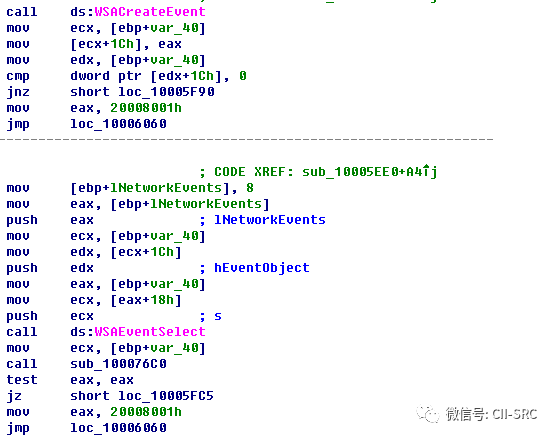 call ds:WSACreateEvent
mov ecx, [ebp+var_40]
mov [ecx+1Ch], eax
mov edx, [ebp+var_40]
cmp dword ptr [edx+1Ch], 0
jnz short loc_10005F90
mov eax, 20008001h
jmp loc_10006060
; CODE XREF: sub_10005EE0+A4↑j
mov [ebp+lNetworkEvents], 8
mov eax, [ebp+lNetworkEvents]
push eax ; lNetworkEvents
mov ecx, [ebp+var_40]
mov edx, [ecx+1Ch]
push edx ; hEventObject
mov eax, [ebp+var_40]
mov ecx, [eax+18h]
push ecx ; s
call ds:WSAEventSelect
mov ecx, [ebp+var_40]
call sub_100076C0
test eax, eax
jz short loc_10005FC5
mov eax, 20008001h
jmp loc_10006060
微信号: CII-SRC